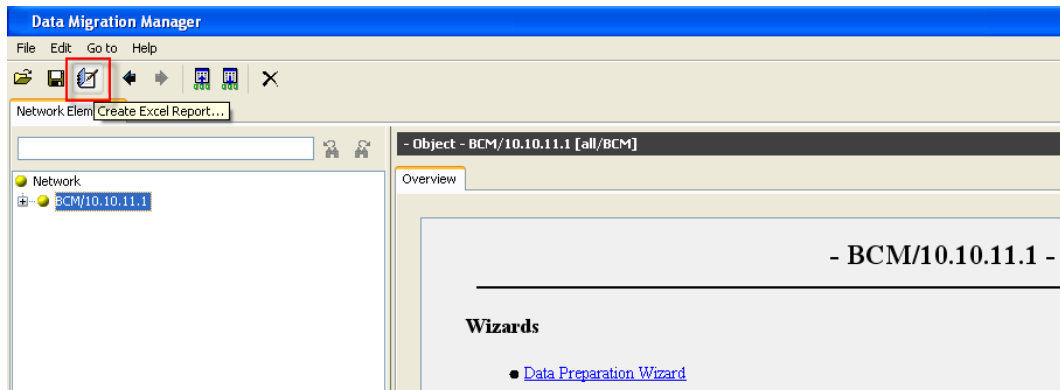 Data Migration Manager
File Edit Go to Help
Create Excel Report...
Network Elem
- Object - BCM/10.10.11.1 [all/BCM]
Network
BCM/10.10.11.1
Overview
- BCM/10.10.11.1 -
Wizards
Data Preparation Wizard